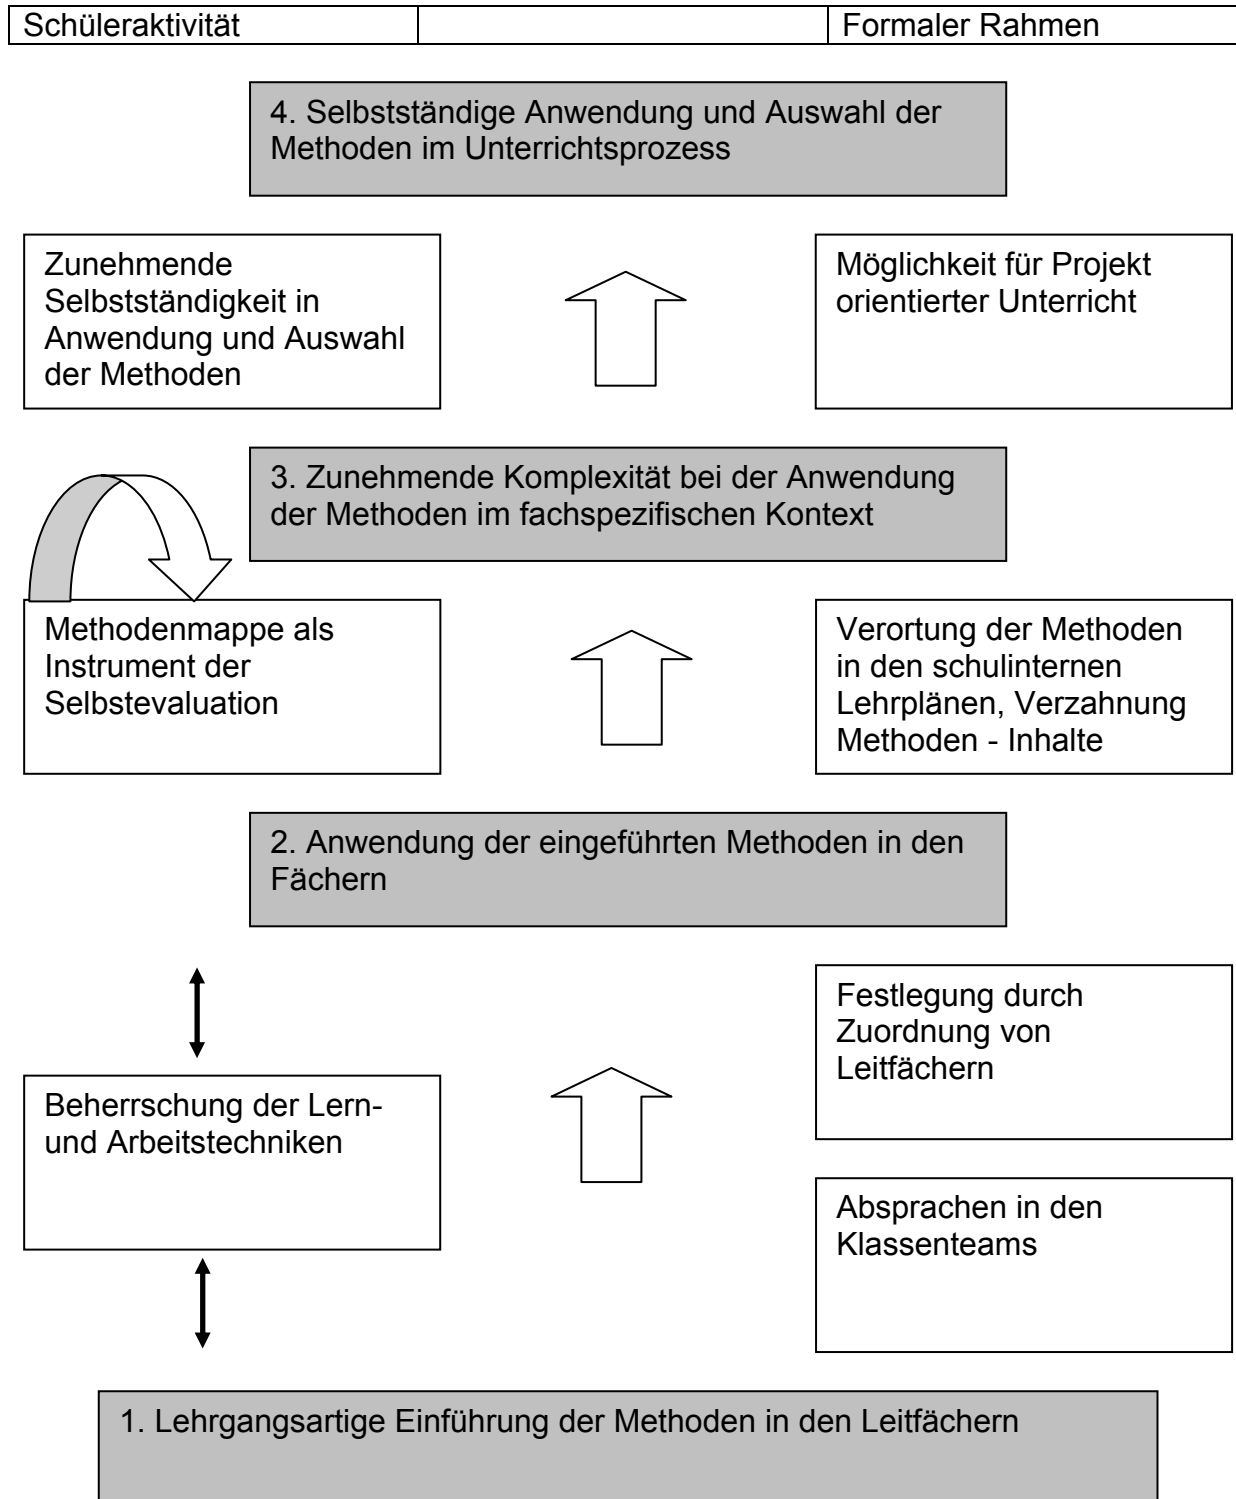 Schüleraktivität
Formaler Rahmen
4. Selbstständige Anwendung und Auswahl der
Methoden im Unterrichtsprozess
Zunehmende
Selbstständigkeit in
Anwendung und Auswahl
der Methoden
Möglichkeit für Projekt
orientierter Unterricht
3. Zunehmende Komplexität bei der Anwendung
der Methoden im fachspezifischen Kontext
Methodenmappe als
Instrument der
Selbstevaluation
Verortung der Methoden
in den schulinternen
Lehrplänen, Verzahnung
Methoden - Inhalte
2. Anwendung der eingeführten Methoden in den
Fächern
Festlegung durch
Zuordnung von
Leitfächern
Beherrschung der Lern-
und Arbeitstechniken
Absprachen in den
Klassenteams
1. Lehrgangsartige Einführung der Methoden in den Leitfächern